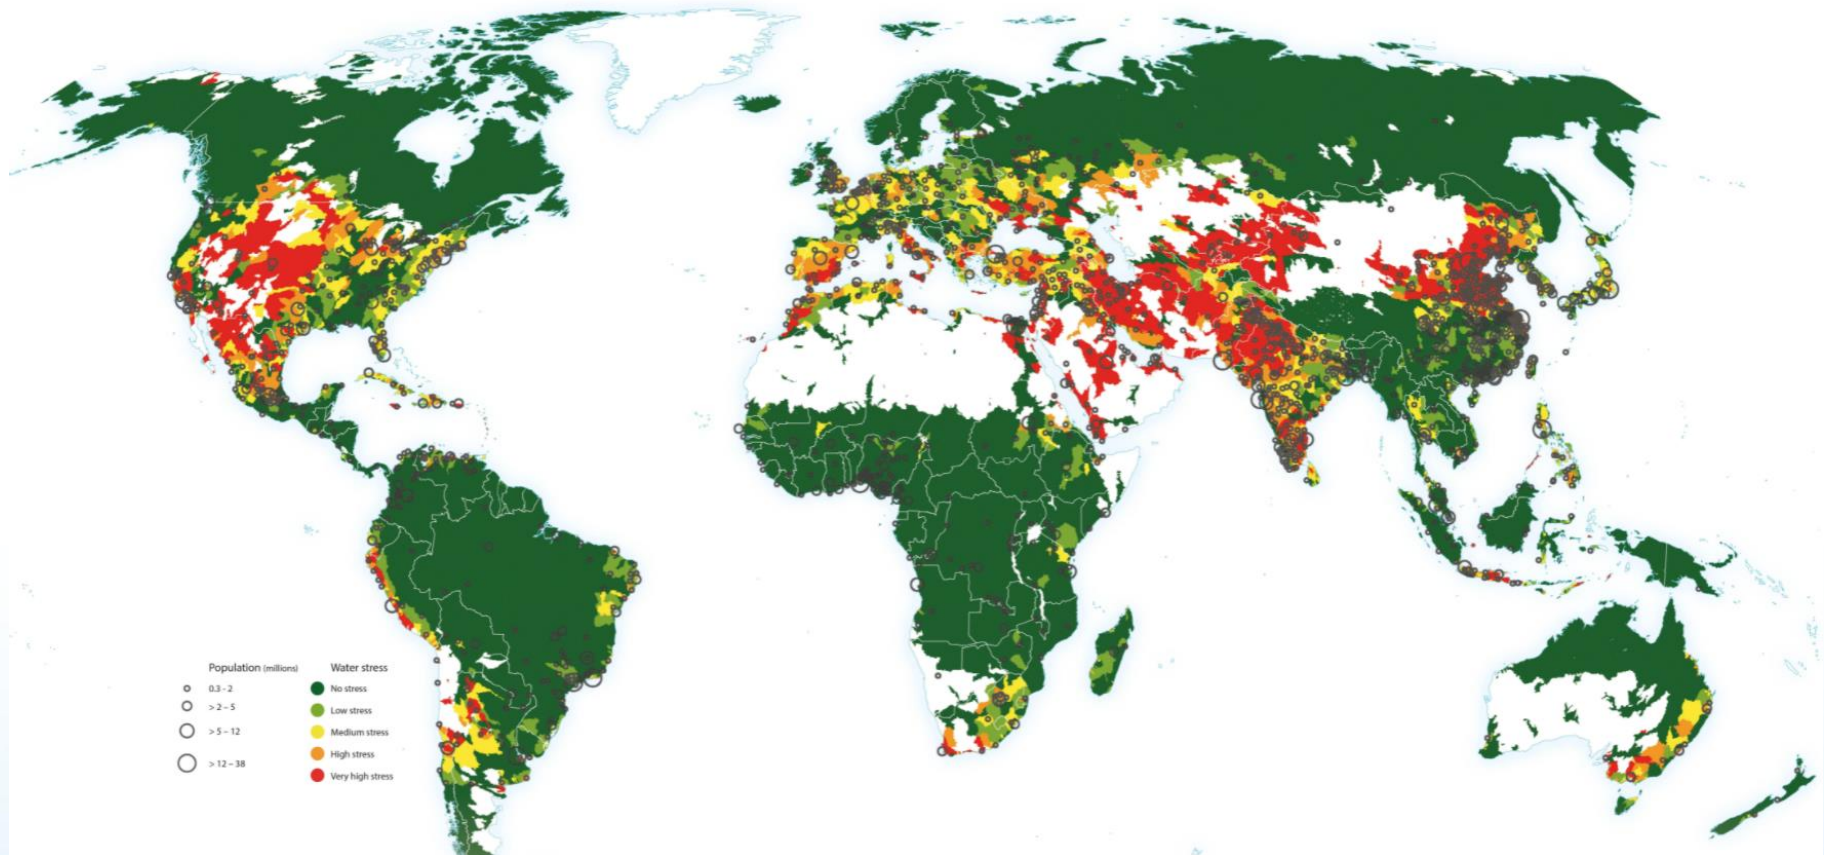 Population (millions)
0.3 - 2
> 2 – 5
> 5 – 12
> 12 – 38
Water stress
No stress
Low stress
Medium stress
High stress
Very high stress